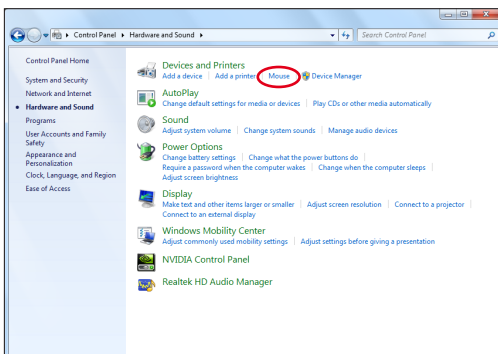 Control Panel Hardware and Sound Search Control Panel
Control Panel Home
System and Security
Network and Internet
Hardware and Sound
Programs
User Accounts and Family
Safety
Appearance and
Personalization
Clock, Language, and Region
Ease of Access
Devices and Printers
Add a device Add a printer Mouse Device Manager
AutoPlay
Change default settings for media or devices Play CDs or other media automatically
Sound
Adjust system volume Change system sounds Manage audio devices
Power Options
Change battery settings Change what the power buttons do
Require a password when the computer wakes Change when the computer sleeps
Adjust screen brightness
Display
Make text and other items larger or smaller Adjust screen resolution Connect to a projector
Connect to an external display
Windows Mobility Center
Adjust commonly used mobility settings Adjust settings before giving a presentation
NVIDIA Control Panel
Realtek HD Audio Manager